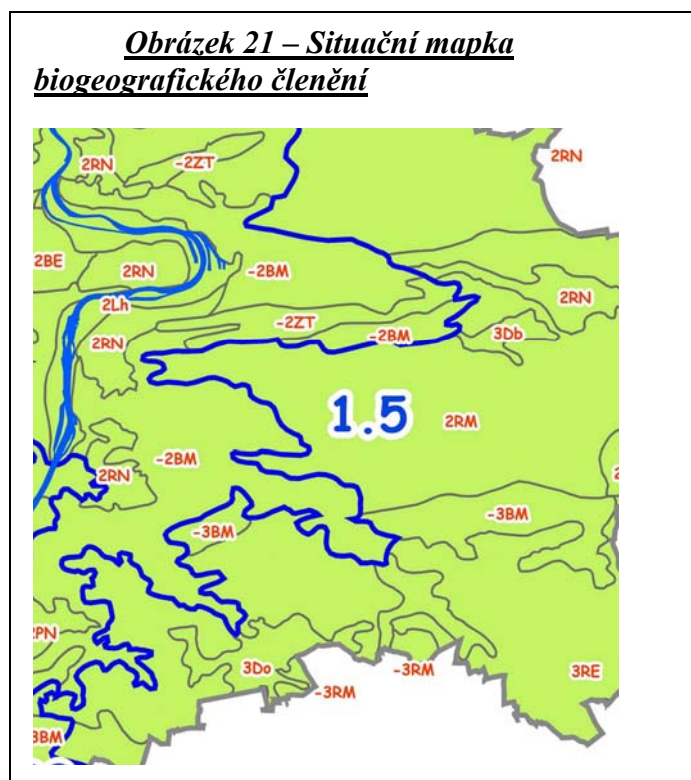 Obrázek 21 – Situační mapka
biogeografického členění
2RN
-2ZT
2RN
2BE
2RN
-2BM
2RN
2Lh
-2ZT
-2BM
3Db
2RN
1.5
2RM
-2BM
2RN
-3BM
-3BM
2PN
3Do
-3RM
-3RM
3RE
3BM